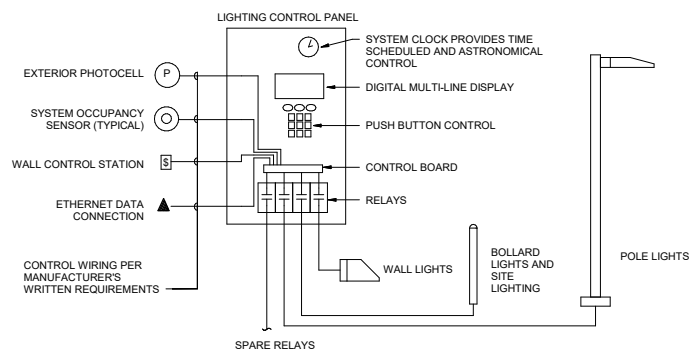 LIGHTING CONTROL PANEL
SYSTEM CLOCK PROVIDES TIME
SCHEDULED AND ASTRONOMICAL
CONTROL
EXTERIOR PHOTOCELL
P
DIGITAL MULTI-LINE DISPLAY
SYSTEM OCCUPANCY
SENSOR (TYPICAL)
PUSH BUTTON CONTROL
WALL CONTROL STATION
$
CONTROL BOARD
ETHERNET DATA
CONNECTION
RELAYS
CONTROL WIRING PER
MANUFACTURER'S
WRITTEN REQUIREMENTS
WALL LIGHTS
BOLLARD
LIGHTS AND
SITE
LIGHTING
POLE LIGHTS
SPARE RELAYS